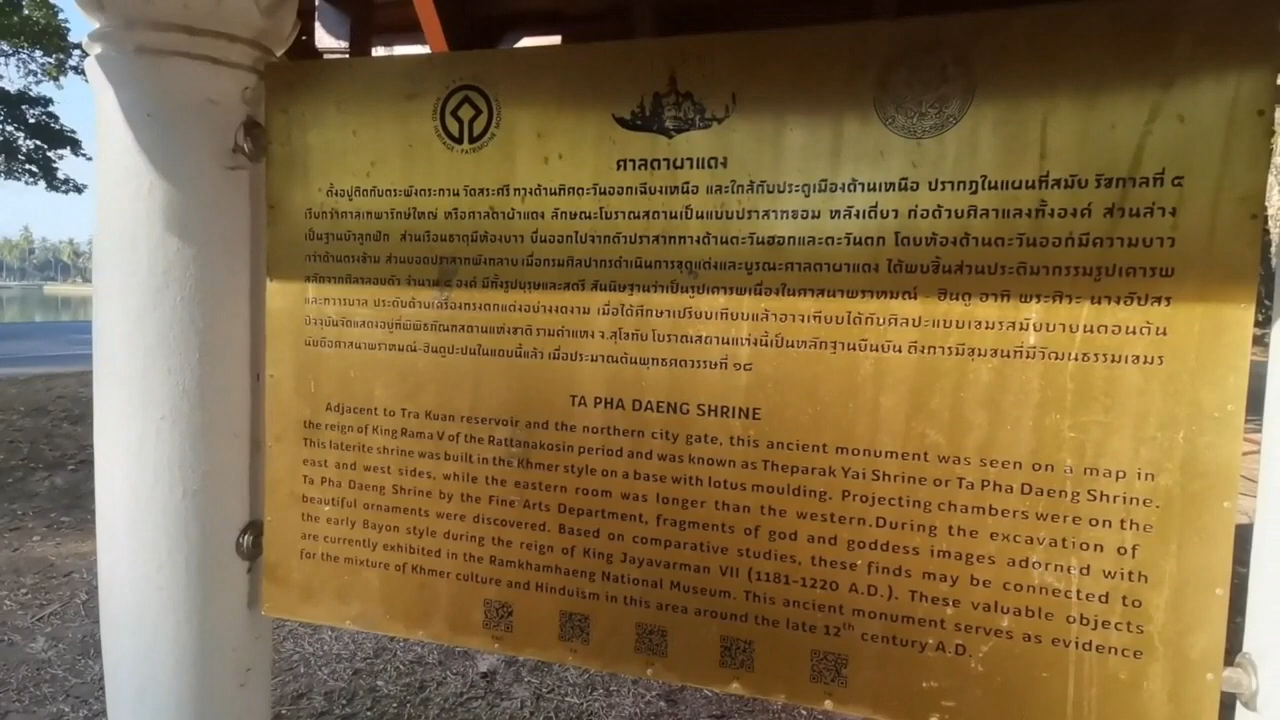 WORLD HERITAGE • PATRIMOINE MONDIAL
ศาลตาผาแดง
ตั้งอยู่ติดกับตระพังตระกวน วัดสระศรี ทางด้านทิศตะวันออกเฉียงเหนือ และใกล้กับประตูเมืองด้านเหนือ ปรากฏในแผนที่สมัย รัชกาลที่ ๕
เรียกว่าศาลเทพารักษ์ใหญ่ หรือศาลตาผ้าแดง ลักษณะโบราณสถานเป็นแบบปราสาทขอม หลังเดี่ยว ก่อด้วยศิลาแลงทั้งองค์ ส่วนล่าง
เป็นฐานบัวลูกฟัก ส่วนเรือนธาตุมีห้องยาว ยื่นออกไปจากตัวปราสาททางด้านตะวันออกและตะวันตก โดยห้องด้านตะวันออกมีความยาว
กว่าด้านตรงข้าม ส่วนยอดปราสาทพังทลาย เมื่อกรมศิลปากรดำเนินการขุดแต่งและบูรณะศาลตาผาแดง ได้พบชิ้นส่วนประติมากรรมรูปเคารพ
สลักจากศิลาลอยตัว จำนวน ๕ องค์ มีทั้งรูปบุรุษและสตรี สันนิษฐานว่าเป็นรูปเคารพเนื่องในศาสนาพราหมณ์ - ฮินดู อาทิ พระศิวะ นางอัปสร
และทวารบาล ประดับด้วยเครื่องทรงตกแต่งอย่างงดงาม เมื่อได้ศึกษาเปรียบเทียบแล้วอาจเทียบได้กับศิลปะแบบเขมรสมัยบายนตอนต้น
ปัจจุบันจัดแสดงอยู่ที่พิพิธภัณฑสถานแห่งชาติ รามคำแหง จ.สุโขทัย โบราณสถานแห่งนี้เป็นหลักฐานยืนยัน ถึงการมีชุมชนที่มีวัฒนธรรมเขมร
นับถือศาสนาพราหมณ์-ฮินดูปะปนในแถบนี้แล้ว เมื่อประมาณต้นพุทธศตวรรษที่ ๑๘
TA PHA DAENG SHRINE
Adjacent to Tra Kuan reservoir and the northern city gate, this ancient monument was seen on a map in
the reign of King Rama V of the Rattanakosin period and was known as Theparak Yai Shrine or Ta Pha Daeng Shrine.
This laterite shrine was built in the Khmer style on a base with lotus moulding. Projecting chambers were on the
east and west sides, while the eastern room was longer than the western.During the excavation of
Ta Pha Daeng Shrine by the Fine Arts Department, fragments of god and goddess images adorned with
beautiful ornaments were discovered. Based on comparative studies, these finds may be connected to
the early Bayon style during the reign of King Jayavarman VII (1181-1220 A.D.). These valuable objects
are currently exhibited in the Ramkhamhaeng National Museum. This ancient monument serves as evidence
for the mixture of Khmer culture and Hinduism in this area around the late 12th century A.D.